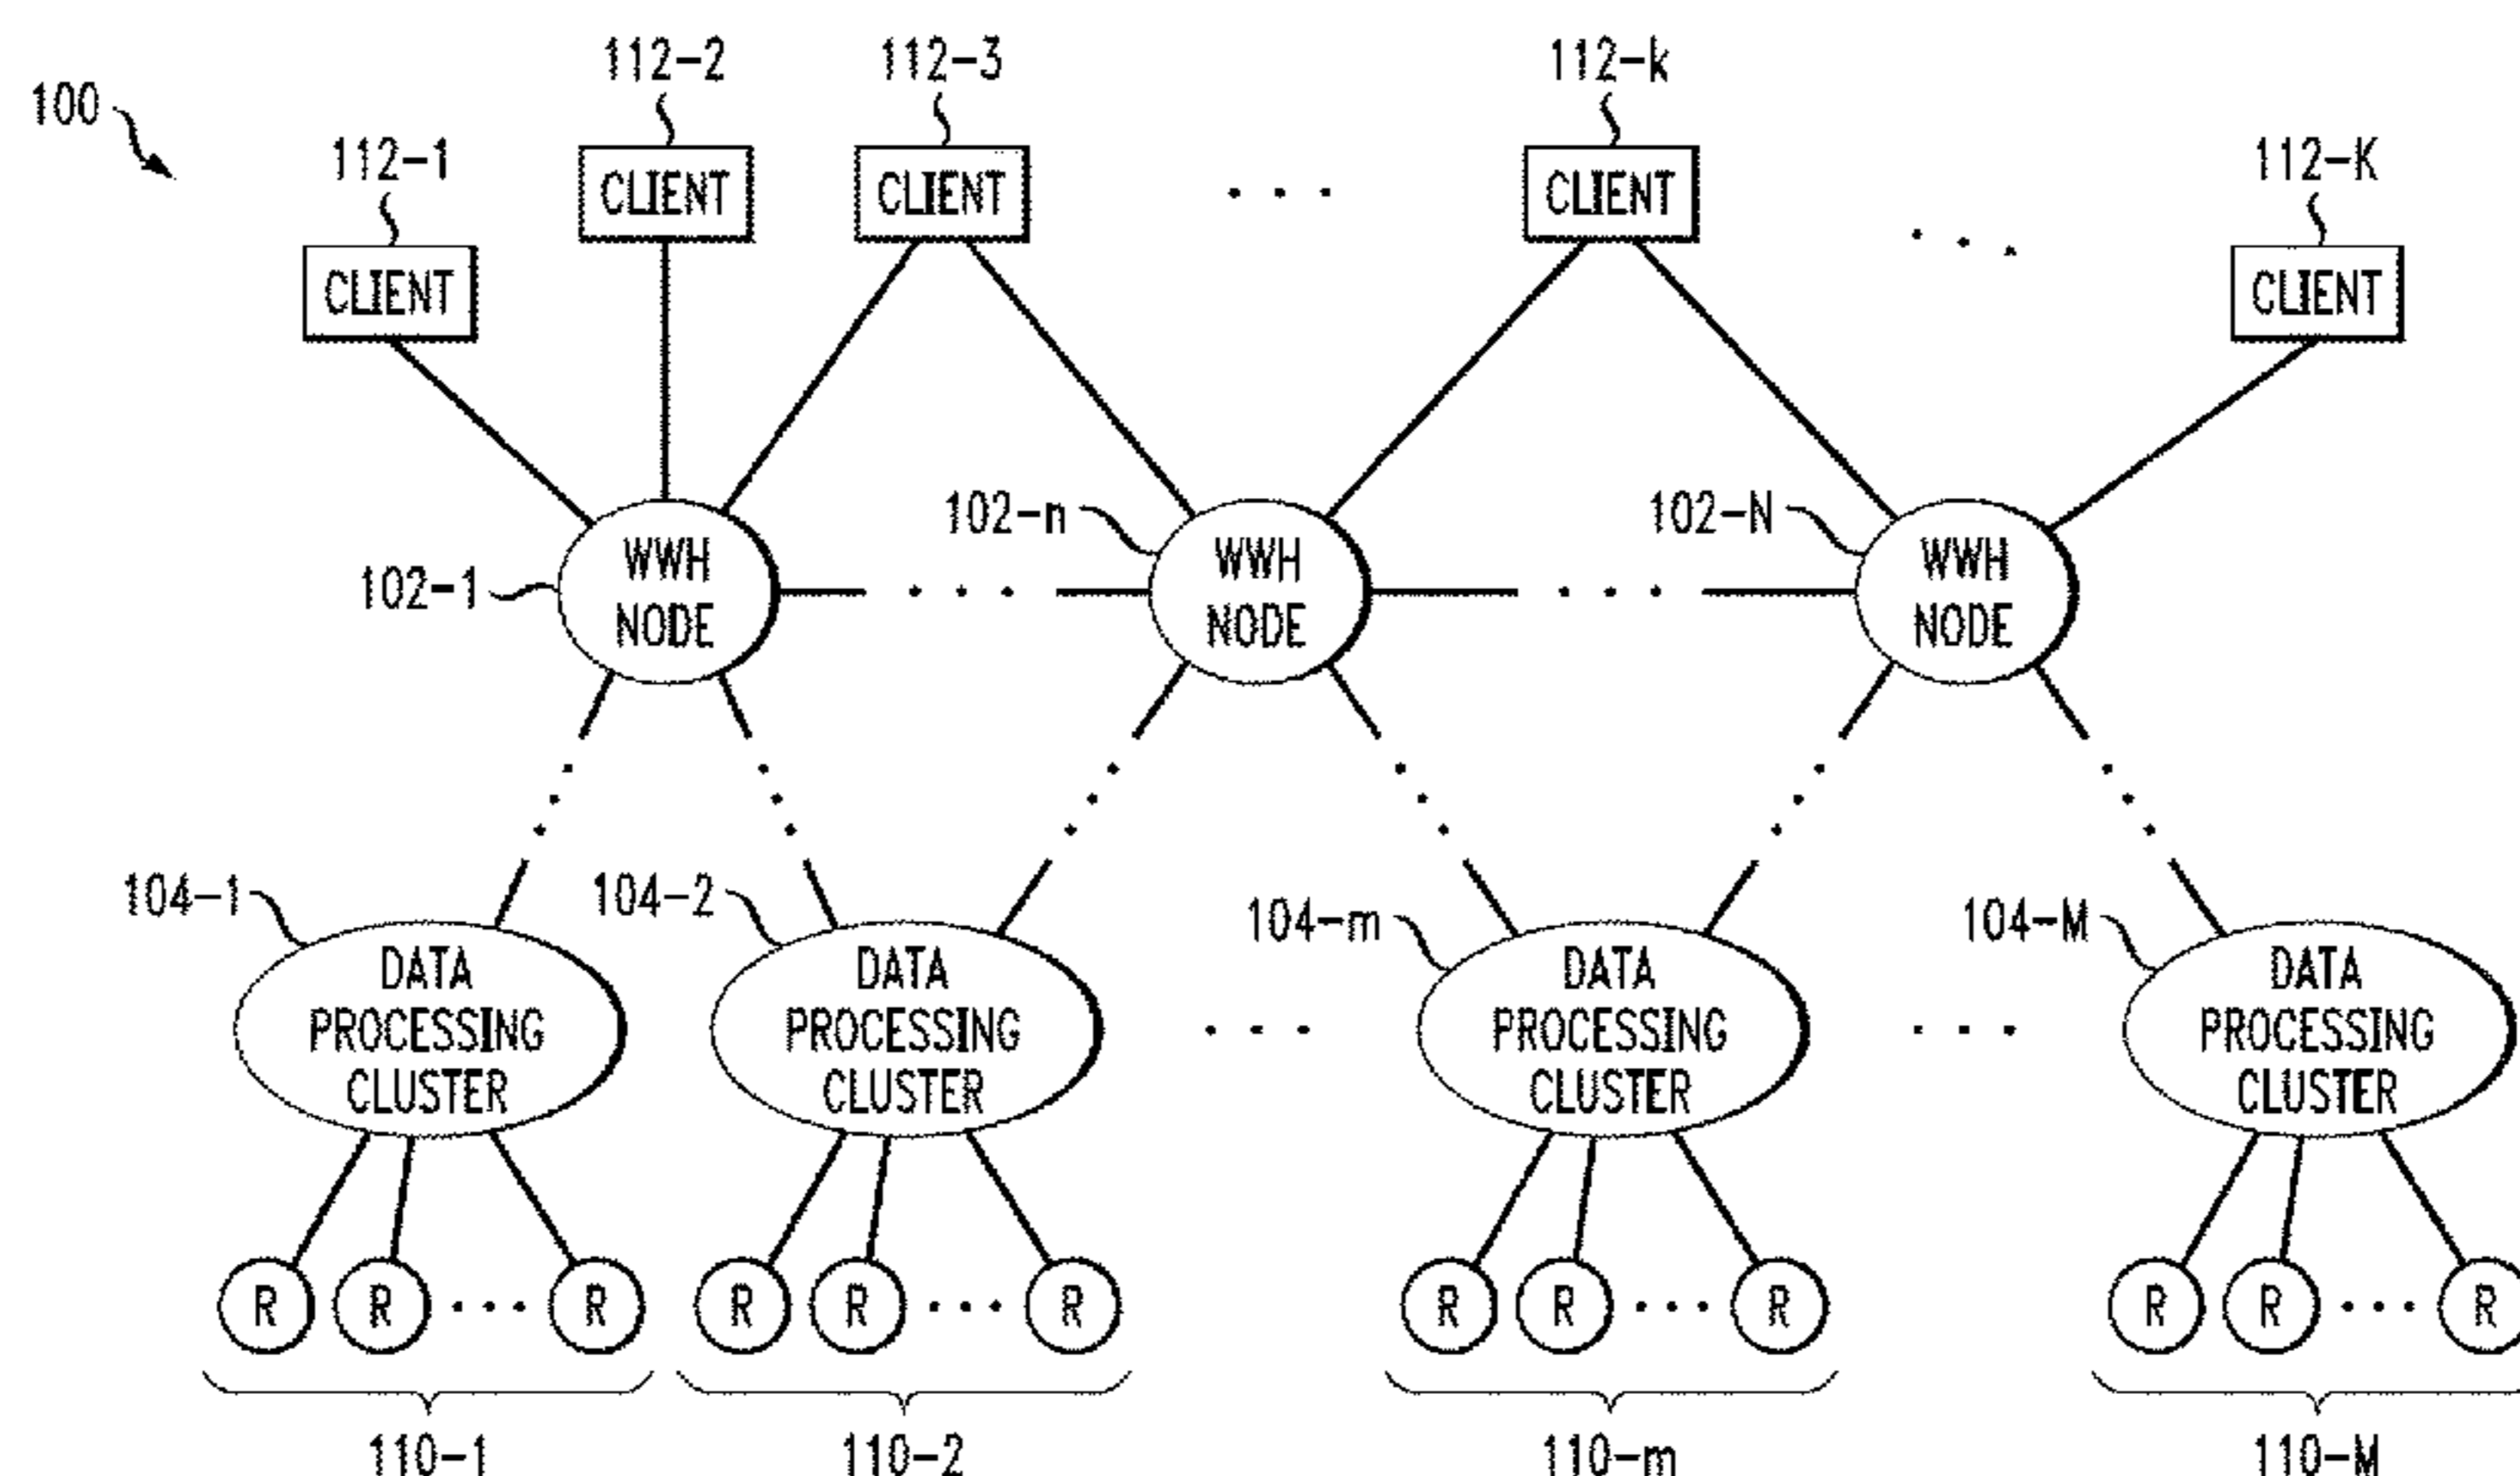 100
112-1
112-2
112-3
112-k
112-K
CLIENT
CLIENT
CLIENT
CLIENT
CLIENT
102-1
102-n
102-N
WWH
NODE
WWH
NODE
WWH
NODE
104-1
104-2
104-m
104-M
DATA
PROCESSING
CLUSTER
DATA
PROCESSING
CLUSTER
DATA
PROCESSING
CLUSTER
DATA
PROCESSING
CLUSTER
R R ... R
R R ... R
R R ... R
R R ... R
110-1
110-2
110-m
110-M